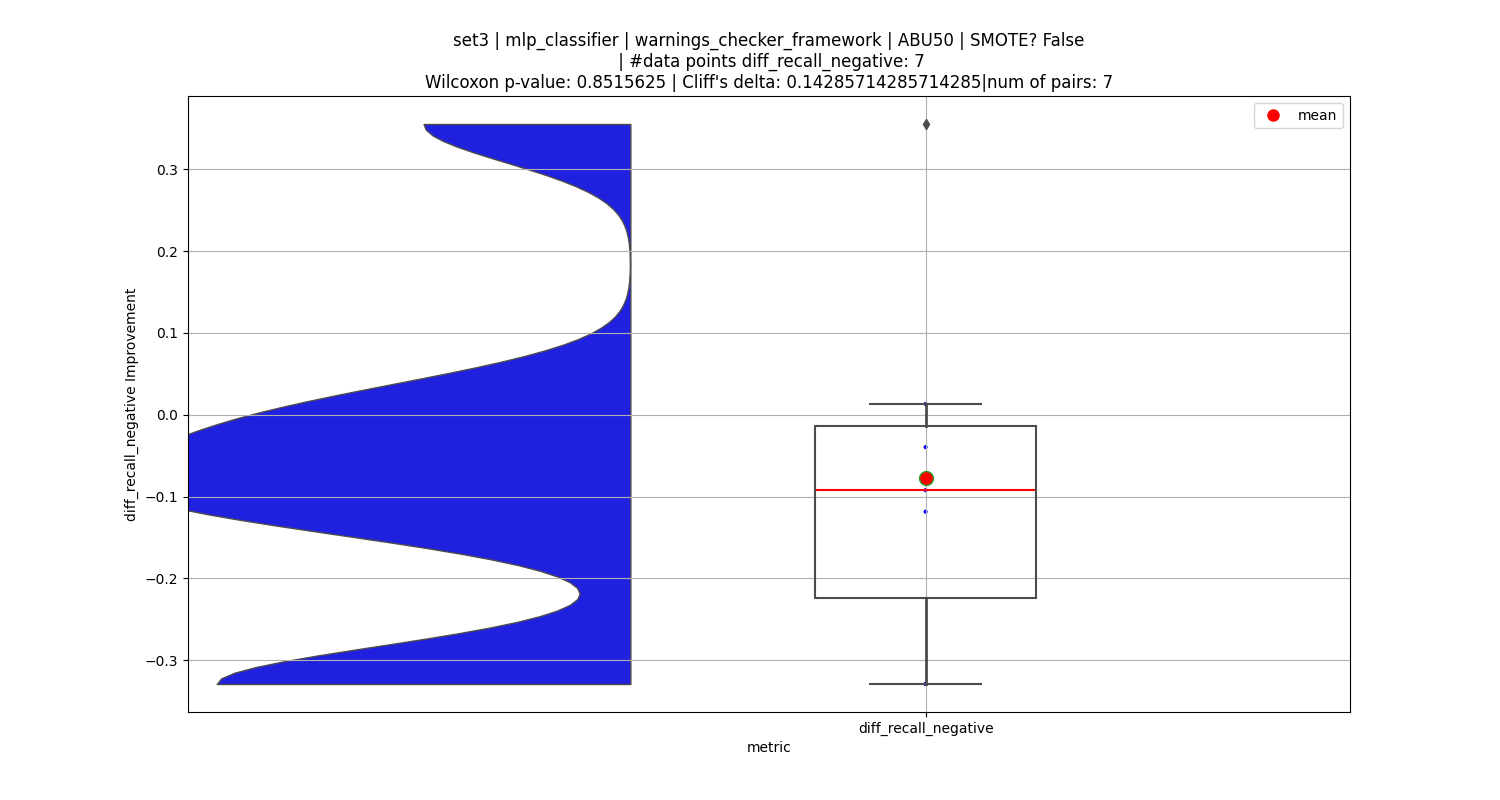 set3 | mlp_classifier | warnings_checker_framework | ABU50 | SMOTE? False
| #data points diff_recall_negative: 7
Wilcoxon p-value: 0.8515625 | Cliff's delta: 0.14285714285714285|num of pairs: 7
mean
0.3
0.2
0.1
0.0
−0.1
−0.2
−0.3
diff_recall_negative Improvement
diff_recall_negative
metric